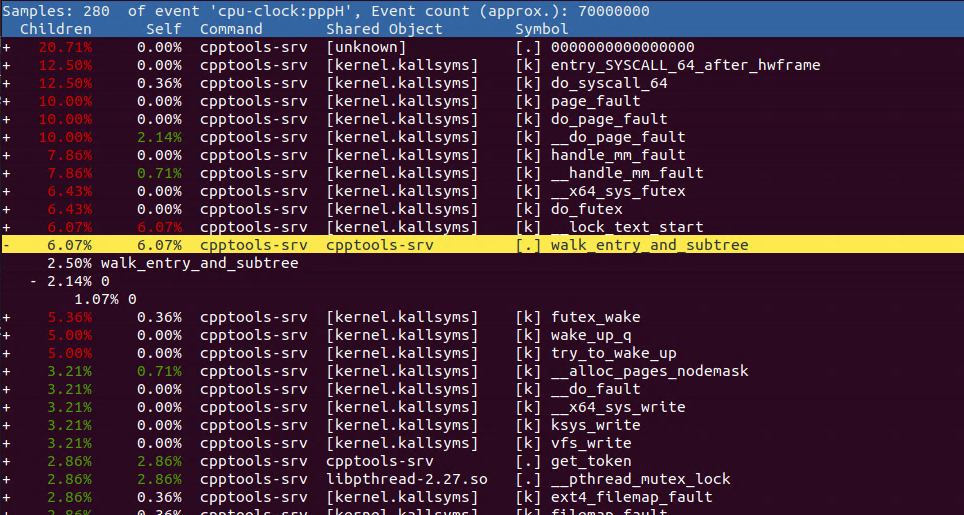 Samples: 280  of event 'cpu-clock:pppH', Event count (approx.): 70000000
  Children      Self  Command       Shared Object        Symbol
+   20.71%     0.00%  cpptools-srv  [unknown]            [.] 0000000000000000
+   12.50%     0.00%  cpptools-srv  [kernel.kallsyms]    [k] entry_SYSCALL_64_after_hwframe
+   12.50%     0.36%  cpptools-srv  [kernel.kallsyms]    [k] do_syscall_64
+   10.00%     0.00%  cpptools-srv  [kernel.kallsyms]    [k] page_fault
+   10.00%     0.00%  cpptools-srv  [kernel.kallsyms]    [k] do_page_fault
+   10.00%     2.14%  cpptools-srv  [kernel.kallsyms]    [k] __do_page_fault
+    7.86%     0.00%  cpptools-srv  [kernel.kallsyms]    [k] handle_mm_fault
+    7.86%     0.71%  cpptools-srv  [kernel.kallsyms]    [k] __handle_mm_fault
+    6.43%     0.00%  cpptools-srv  [kernel.kallsyms]    [k] __x64_sys_futex
+    6.43%     0.00%  cpptools-srv  [kernel.kallsyms]    [k] do_futex
+    6.07%     6.07%  cpptools-srv  [kernel.kallsyms]    [k] __lock_text_start
-    6.07%     6.07%  cpptools-srv  cpptools-srv         [.] walk_entry_and_subtree
     2.50% walk_entry_and_subtree
   - 2.14% 0
        1.07% 0
+    5.36%     0.36%  cpptools-srv  [kernel.kallsyms]    [k] futex_wake
+    5.00%     0.00%  cpptools-srv  [kernel.kallsyms]    [k] wake_up_q
+    5.00%     0.00%  cpptools-srv  [kernel.kallsyms]    [k] try_to_wake_up
+    3.21%     0.71%  cpptools-srv  [kernel.kallsyms]    [k] __alloc_pages_nodemask
+    3.21%     0.00%  cpptools-srv  [kernel.kallsyms]    [k] __do_fault
+    3.21%     0.00%  cpptools-srv  [kernel.kallsyms]    [k] __x64_sys_write
+    3.21%     0.00%  cpptools-srv  [kernel.kallsyms]    [k] ksys_write
+    3.21%     0.00%  cpptools-srv  [kernel.kallsyms]    [k] vfs_write
+    2.86%     2.86%  cpptools-srv  cpptools-srv         [.] get_token
+    2.86%     2.86%  cpptools-srv  libpthread-2.27.so   [.] __pthread_mutex_lock
+    2.86%     0.36%  cpptools-srv  [kernel.kallsyms]    [k] ext4_filemap_fault
+    2.86%     0.36%  cpptools-srv  [kernel.kallsyms]    [k] filemap_fault